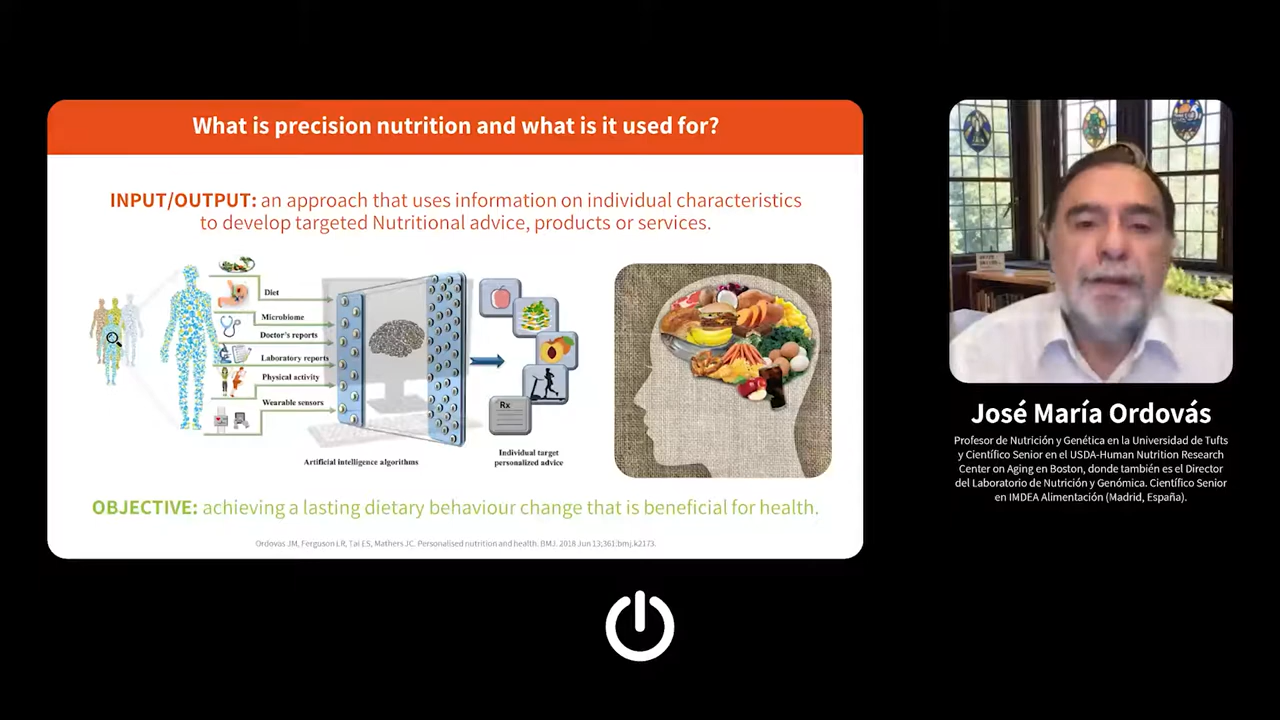 What is precision nutrition and what is it used for?
INPUT/OUTPUT: an approach that uses information on individual characteristics
to develop targeted Nutritional advice, products or services.
Diet
Microbiome
Doctor's reports
Laboratory reports
Physical activity
Wearable sensors
Rx
Artificial intelligence algorithms
Individual target
personalized advice
OBJECTIVE: achieving a lasting dietary behaviour change that is beneficial for health.
Ordovas JM, Ferguson LR, Tai ES, Mathers JC. Personalised nutrition and health. BMJ. 2018 Jun 13;361:bmj.k2173.
José María Ordovás
Profesor de Nutrición y Genética en la Universidad de Tufts
y Científico Senior en el USDA-Human Nutrition Research
Center on Aging en Boston, donde también es el Director
del Laboratorio de Nutrición y Genómica. Científico Senior
en IMDEA Alimentación (Madrid, España).